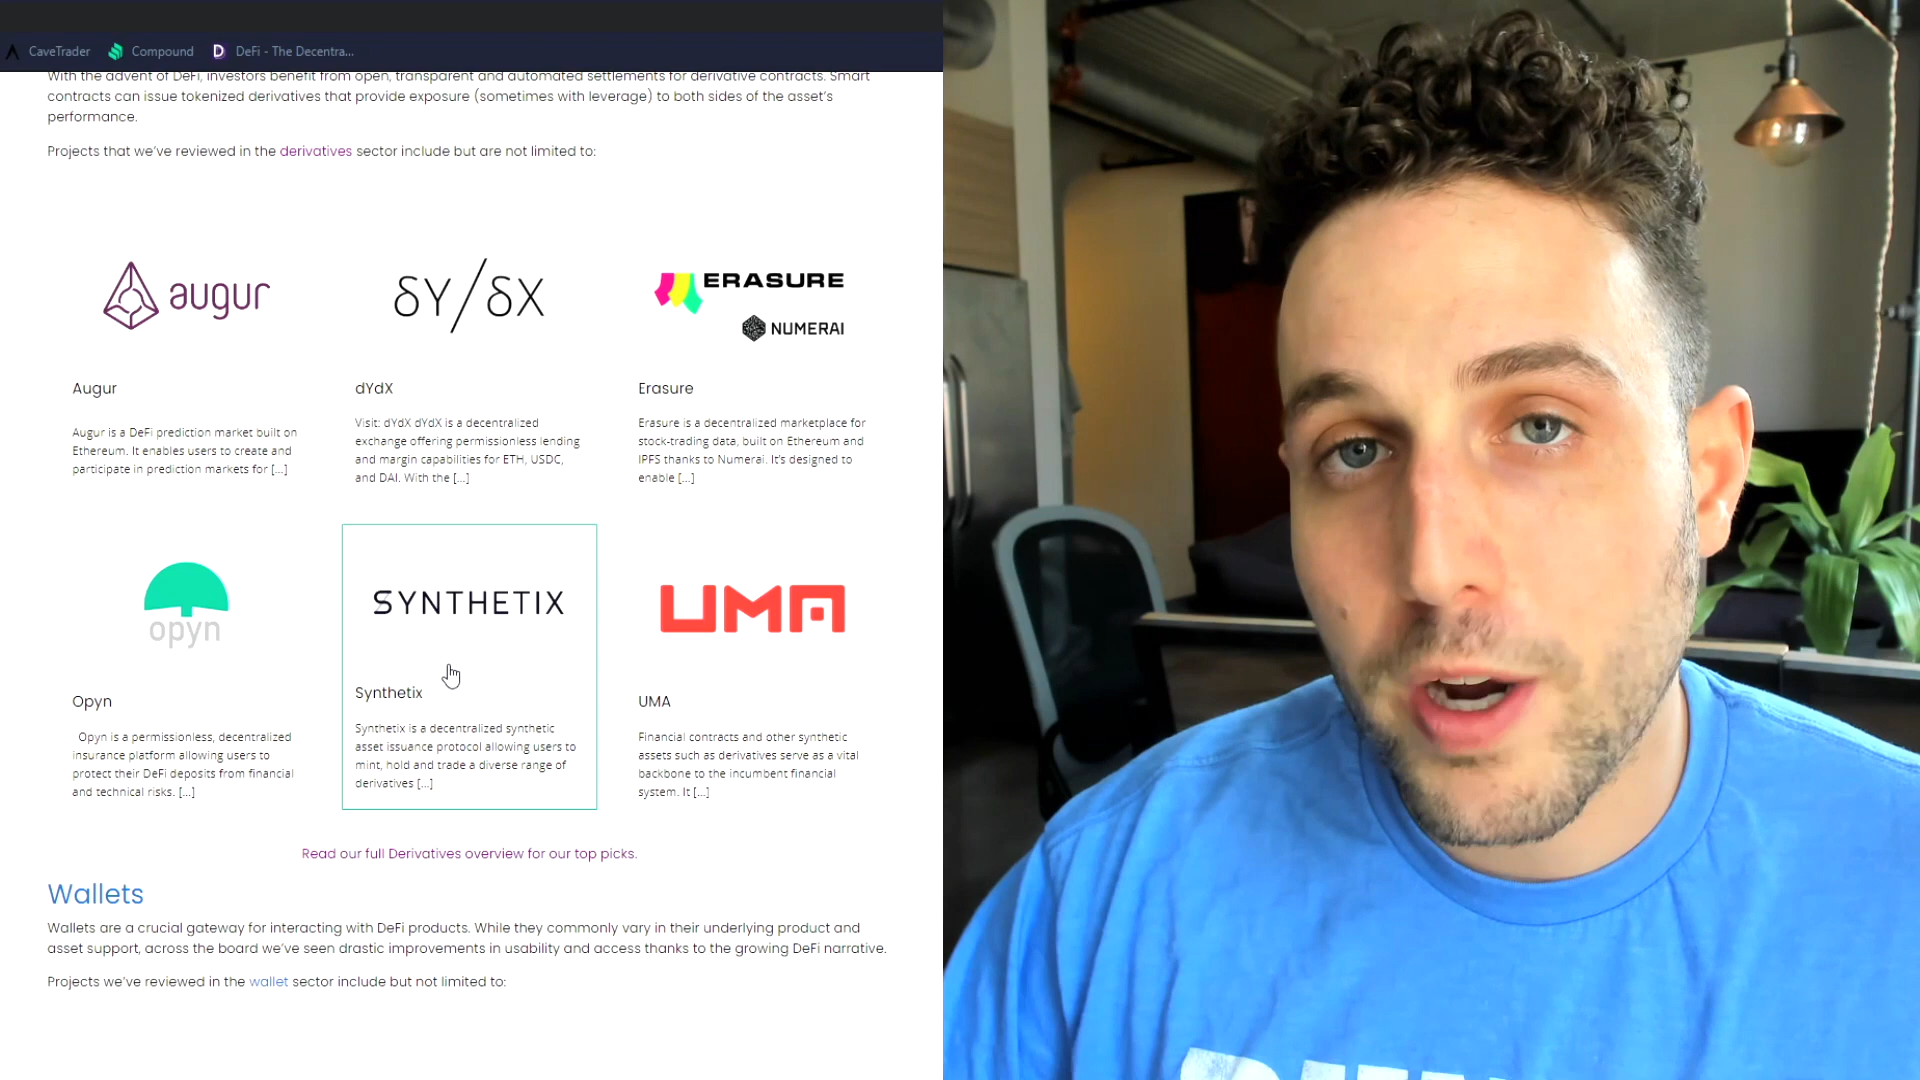 CaveTrader Compound DeFi - The Decentra...
With the advent of DeFi, investors benefit from open, transparent and automated settlements for derivative contracts. Smart
contracts can issue tokenized derivatives that provide exposure (sometimes with leverage) to both sides of the asset's
performance.
Projects that we've reviewed in the derivatives sector include but are not limited to:
augur
δY/δX
ERASURE
NUMERAI
Augur
Augur is a DeFi prediction market built on
Ethereum. It enables users to create and
participate in prediction markets for [...]
dYdX
Visit: dYdX dYdX is a decentralized
exchange offering permissionless lending
and margin capabilities for ETH, USDC,
and DAI. With the [...]
Erasure
Erasure is a decentralized marketplace for
stock-trading data, built on Ethereum and
IPFS thanks to Numerai. It's designed to
enable [...]
opyn
SYNTHETIX
UMA
Opyn
Opyn is a permissionless, decentralized
insurance platform allowing users to
protect their DeFi deposits from financial
and technical risks. [...]
Synthetix
Synthetix is a decentralized synthetic
asset issuance protocol allowing users to
mint, hold and trade a diverse range of
derivatives [...]
UMA
Financial contracts and other synthetic
assets such as derivatives serve as a vital
backbone to the incumbent financial
system. It [...]
Read our full Derivatives overview for our top picks.
Wallets
Wallets are a crucial gateway for interacting with DeFi products. While they commonly vary in their underlying product and
asset support, across the board we've seen drastic improvements in usability and access thanks to the growing DeFi narrative.
Projects we've reviewed in the wallet sector include but not limited to: